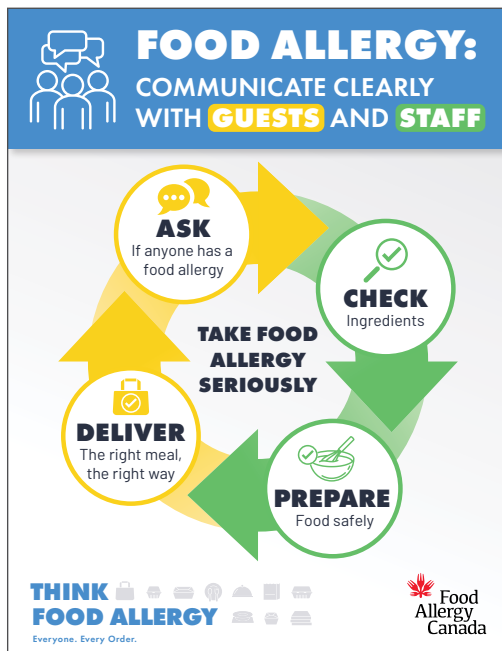 FOOD ALLERGY:
COMMUNICATE CLEARLY
WITH GUESTS AND STAFF
ASK
If anyone has a
food allergy
CHECK
Ingredients
TAKE FOOD
ALLERGY
SERIOUSLY
DELIVER
The right meal,
the right way
PREPARE
Food safely
THINK
FOOD ALLERGY
Everyone. Every Order.
Food
Allergy
Canada